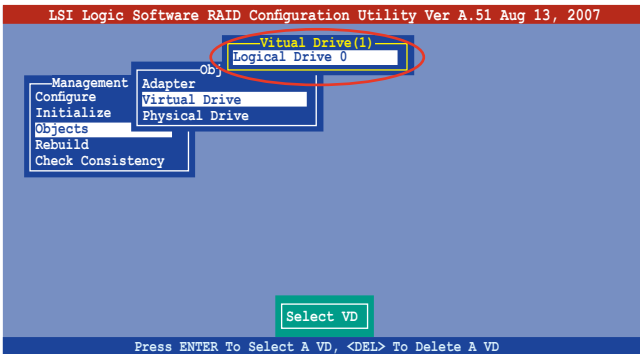 LSI Logic Software RAID Configuration Utility Ver A.51 Aug 13, 2007
Vitual Drive(1)
Logical Drive 0
Obj
Adapter
Virtual Drive
Physical Drive
Management
Configure
Initialize
Objects
Rebuild
Check Consistency
Select VD
Press ENTER To Select A VD, <DEL> To Delete A VD